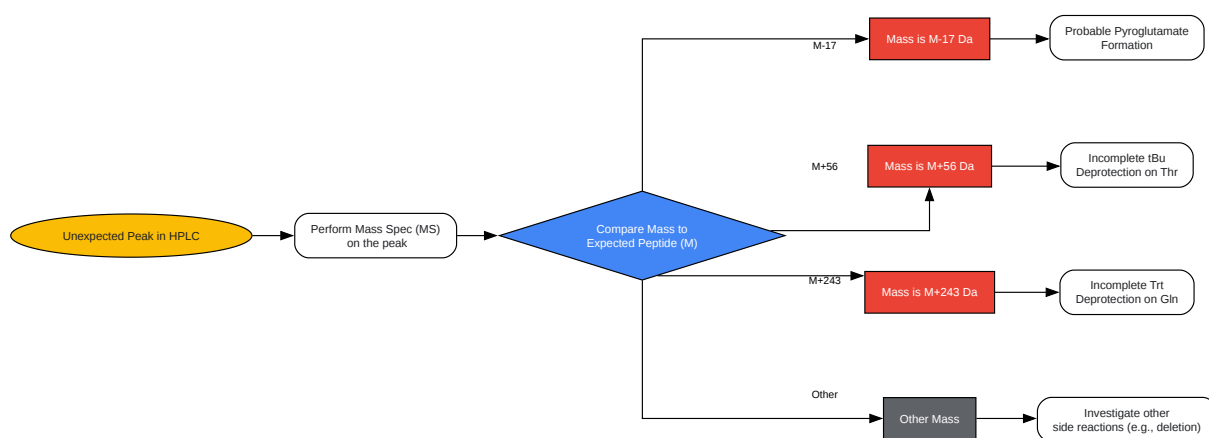 Unexpected Peak in HPLC
Perform Mass Spec (MS)
on the peak
Compare Mass to
Expected Peptide (M)
M-17
Mass is M-17 Da
Probable Pyroglutamate
Formation
M+56
Mass is M+56 Da
Incomplete tBu
Deprotection on Thr
M+243
Mass is M+243 Da
Incomplete Trt
Deprotection on Gln
Other
Other Mass
Investigate other
side reactions (e.g., deletion)